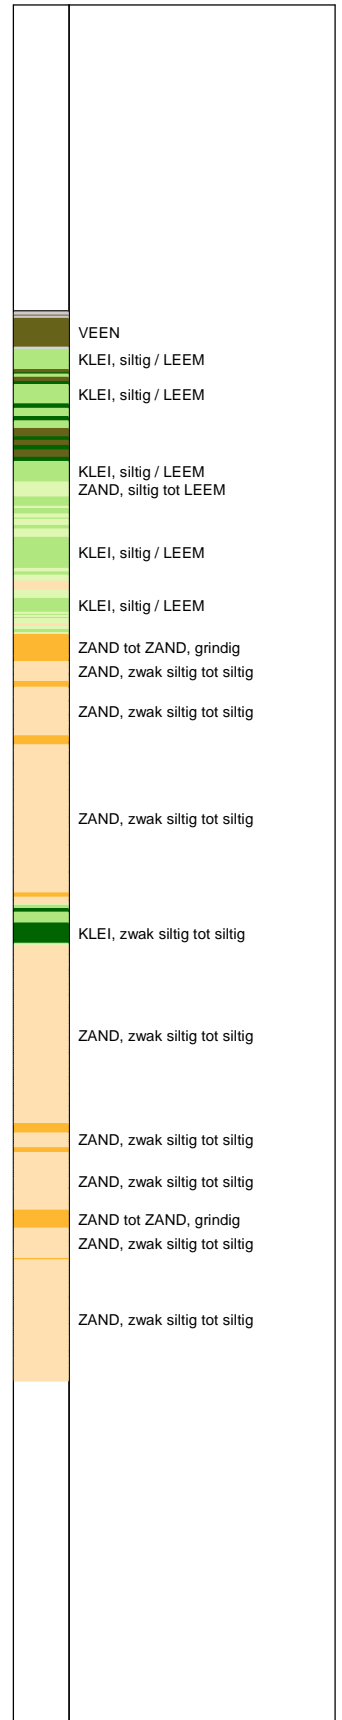 VEEN
KLEI, siltig / LEEM
KLEI, siltig / LEEM
KLEI, siltig / LEEM
ZAND, siltig tot LEEM
KLEI, siltig / LEEM
KLEI, siltig / LEEM
ZAND tot ZAND, grindig
ZAND, zwak siltig tot siltig
ZAND, zwak siltig tot siltig
ZAND, zwak siltig tot siltig
KLEI, zwak siltig tot siltig
ZAND, zwak siltig tot siltig
ZAND, zwak siltig tot siltig
ZAND, zwak siltig tot siltig
ZAND tot ZAND, grindig
ZAND, zwak siltig tot siltig
ZAND, zwak siltig tot siltig